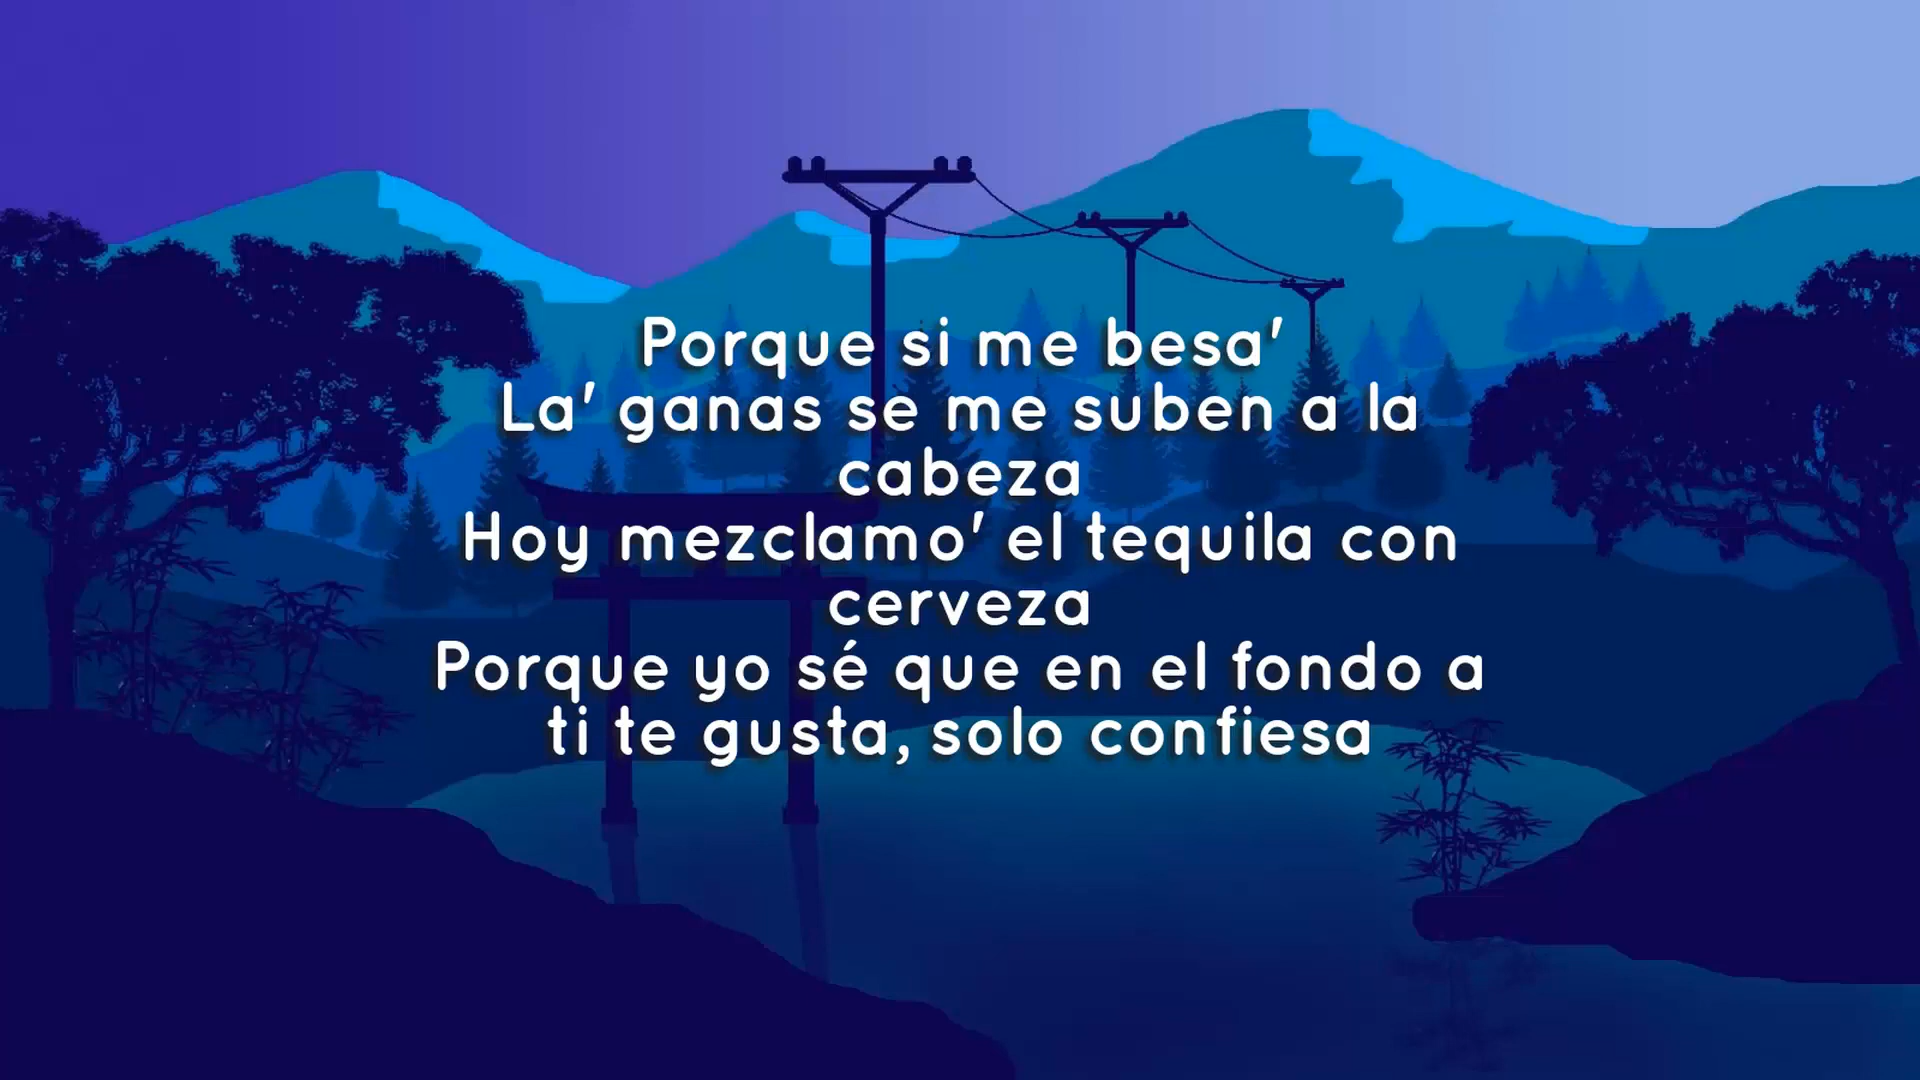 Porque si me besa'
La' ganas se me suben a la
cabeza
Hoy mezclamo' el tequila con
cerveza
Porque yo sé que en el fondo a
ti te gusta, solo confiesa